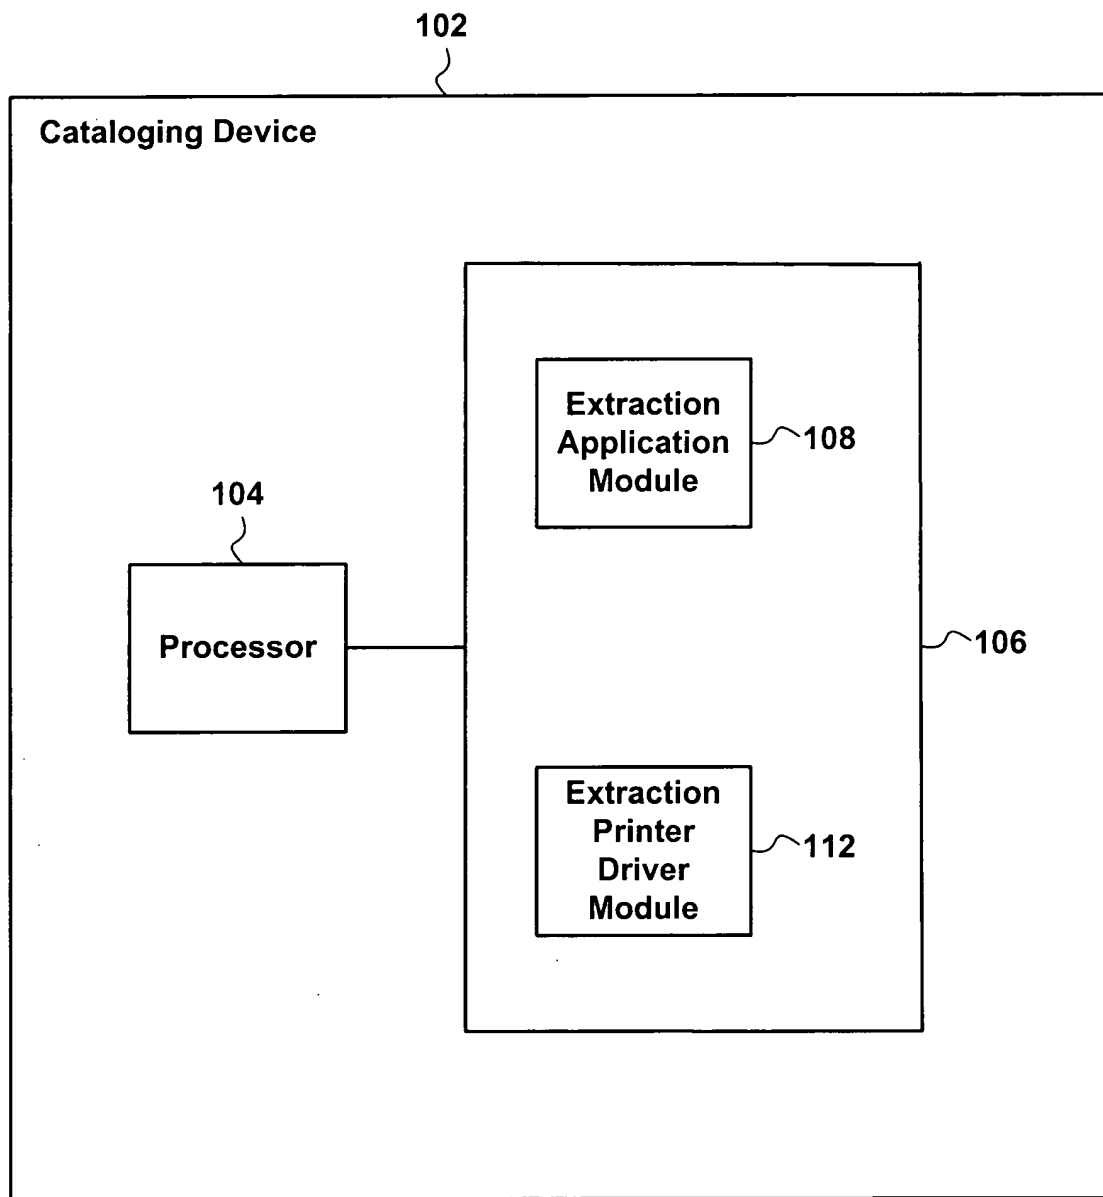 102
Cataloging Device
Extraction
Application
Module
108
104
Processor
106
Extraction
Printer
Driver
Module
112